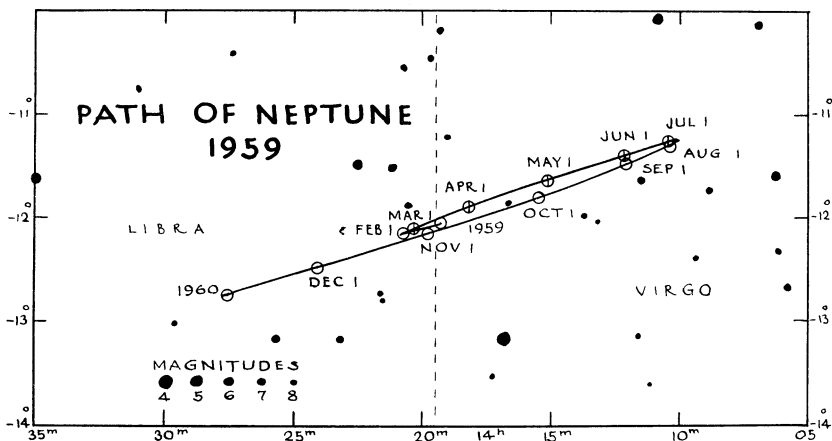 PATH OF NEPTUNE
1959
-11° -11°
JUN 1 JUL 1
AUG 1
MAY 1 SEP 1
APR 1
OCT 1
-12° -12°
MAR 1
FEB 1 1959
NOV 1
LIBRA
DEC 1
1960 VIRGO
-13° -13°
MAGNITUDES
4 5 6 7 8
-14° -14°
35m 30m 25m 20m 14h 15m 10m 05m